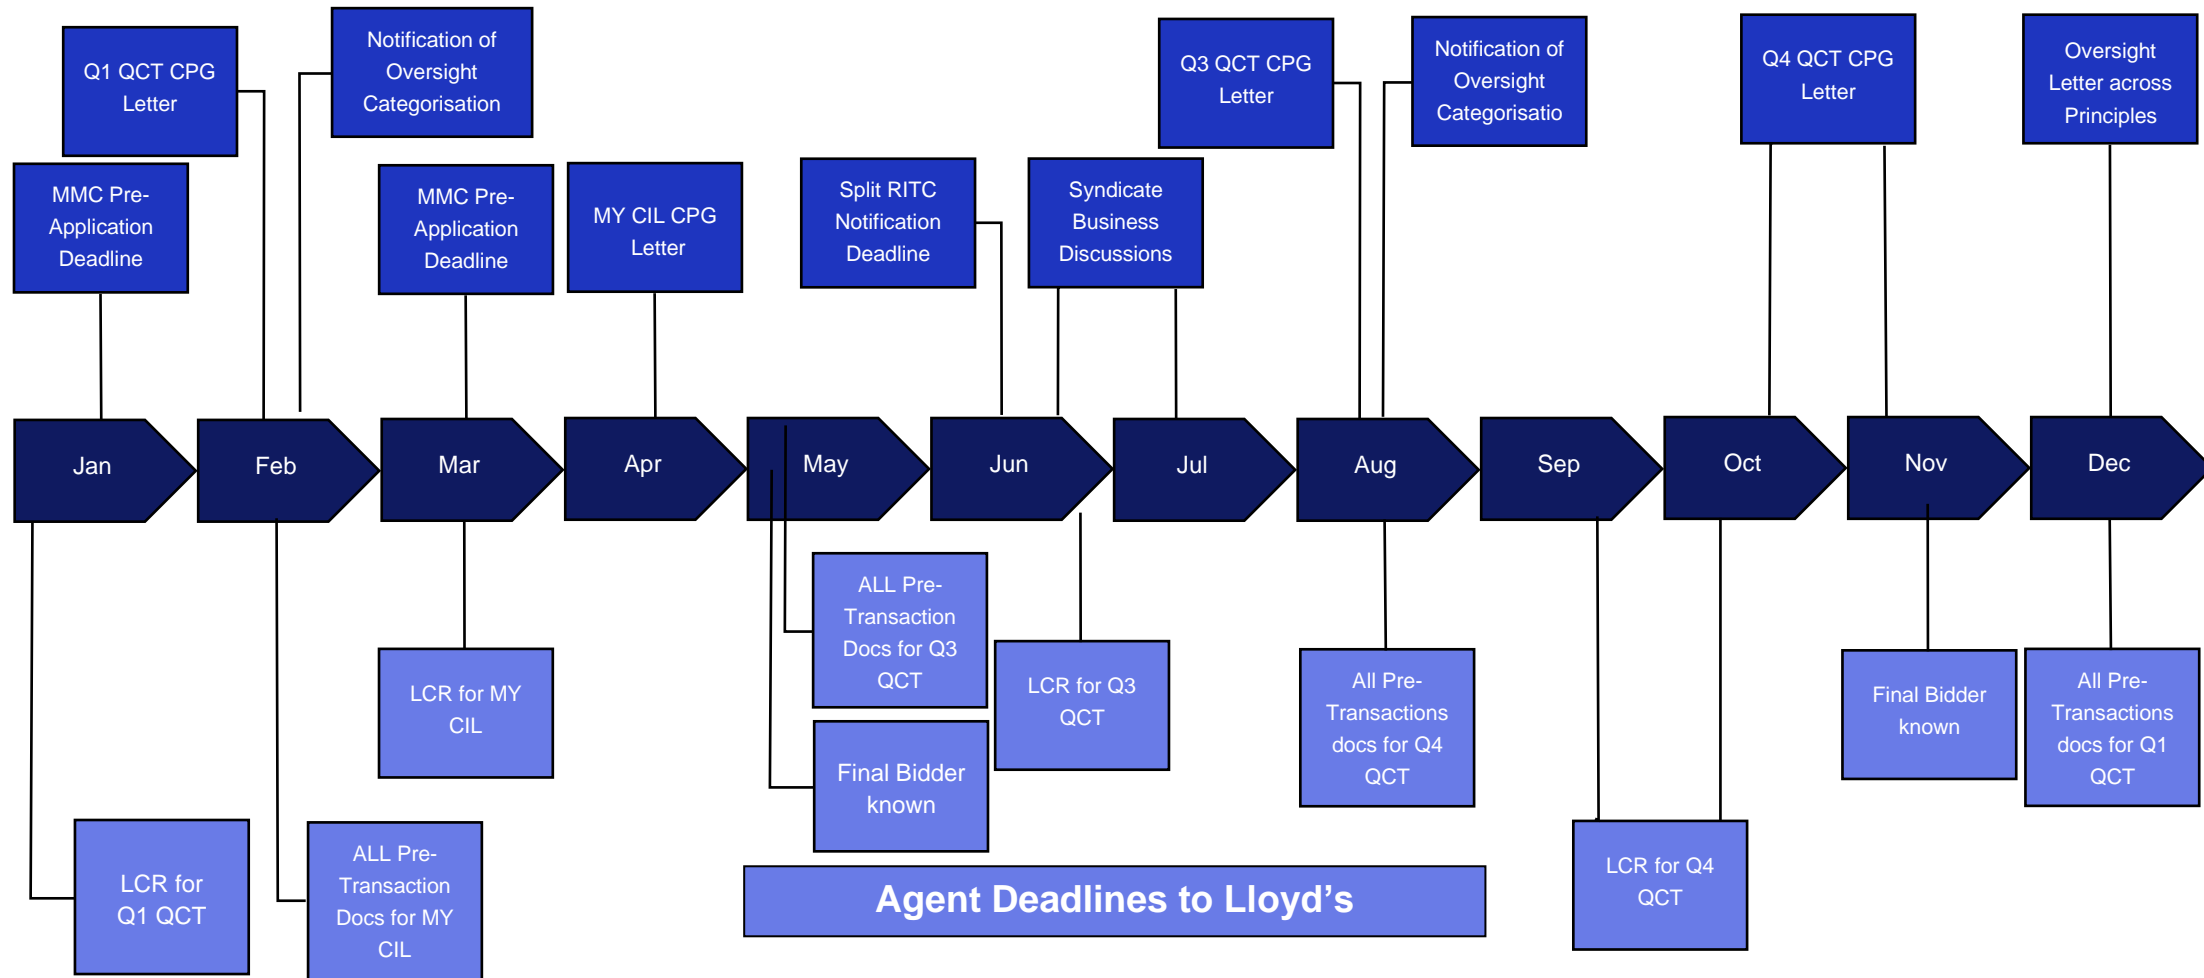 Q1 QCT CPG
Letter
Notification of
Oversight
Categorisation
Q3 QCT CPG
Letter
Notification of
Oversight
Categorisatio
Q4 QCT CPG
Letter
Oversight
Letter across
Principles
MMC Pre-
Application
Deadline
MMC Pre-
Application
Deadline
MY CIL CPG
Letter
Split RITC
Notification
Deadline
Syndicate
Business
Discussions
Jan
Feb
Mar
Apr
May
Jun
Jul
Aug
Sep
Oct
Nov
Dec
ALL Pre-
Transaction
Docs for Q3
QCT
LCR for MY
CIL
LCR for Q3
QCT
All Pre-
Transactions
docs for Q4
QCT
Final Bidder
known
All Pre-
Transactions
docs for Q1
QCT
Final Bidder
known
LCR for
Q1 QCT
ALL Pre-
Transaction
Docs for MY
CIL
LCR for Q4
QCT
Agent Deadlines to Lloyd's